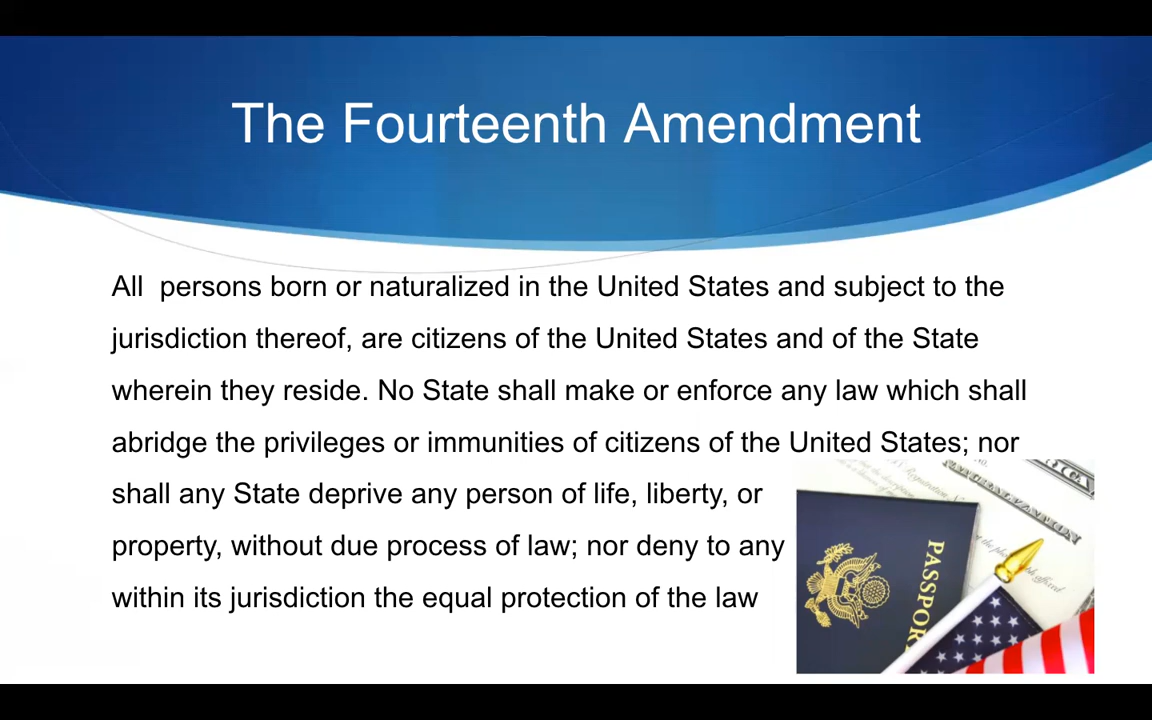 The Fourteenth Amendment
All  persons born or naturalized in the United States and subject to the
jurisdiction thereof, are citizens of the United States and of the State
wherein they reside. No State shall make or enforce any law which shall
abridge the privileges or immunities of citizens of the United States; nor
shall any State deprive any person of life, liberty, or
property, without due process of law; nor deny to any
within its jurisdiction the equal protection of the law
No.
NATURALIZATION
PASSPOR